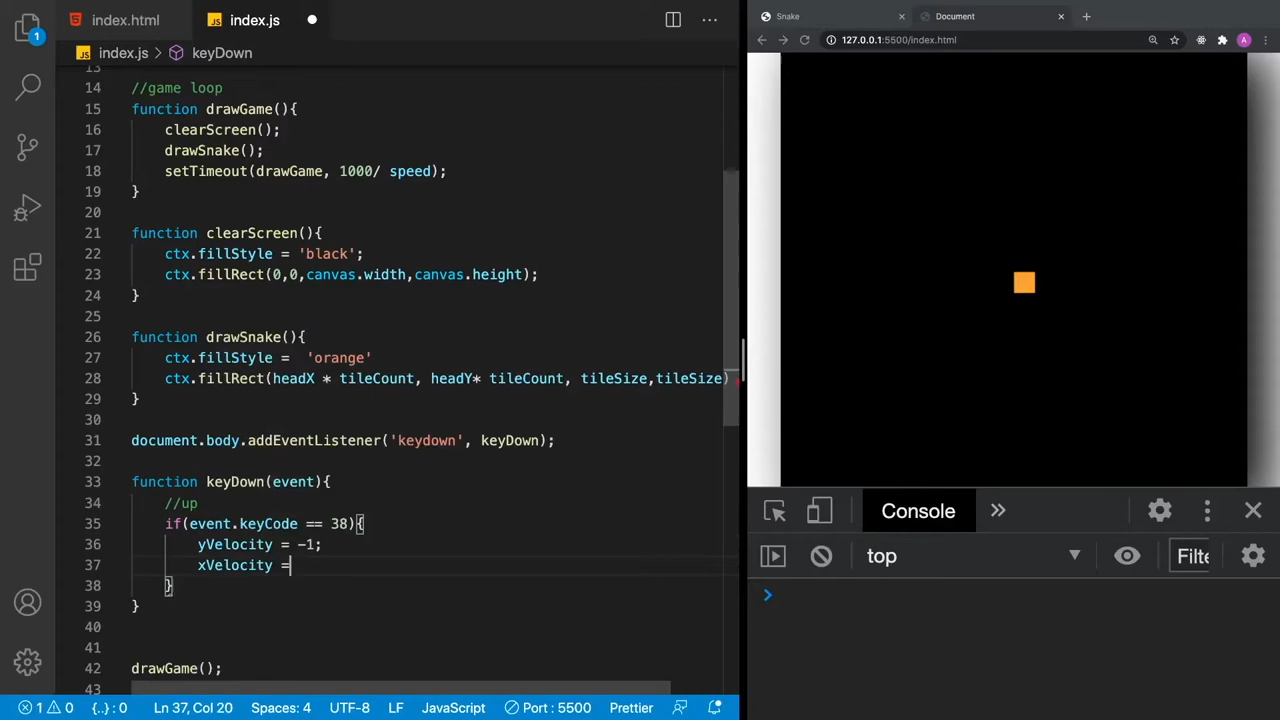 1
index.html
index.js
index.js > keyDown
13
14 //game loop
15 function drawGame(){
16 clearScreen();
17 drawSnake();
18 setTimeout(drawGame, 1000/ speed);
19 }
20
21 function clearScreen(){
22 ctx.fillStyle = 'black';
23 ctx.fillRect(0,0,canvas.width,canvas.height);
24 }
25
26 function drawSnake(){
27 ctx.fillStyle =  'orange'
28 ctx.fillRect(headX * tileCount, headY* tileCount, tileSize,tileSize)
29 }
30
31 document.body.addEventListener('keydown', keyDown);
32
33 function keyDown(event){
34 //up
35 if(event.keyCode == 38){
36 yVelocity = -1;
37 xVelocity =
38 }
39 }
40
41
42 drawGame();
43
1 0 {..} : 0 Ln 37, Col 20 Spaces: 4 UTF-8 LF JavaScript Port : 5500 Prettier
Snake
Document
127.0.0.1:5500/index.html
A
Console
top
Filte